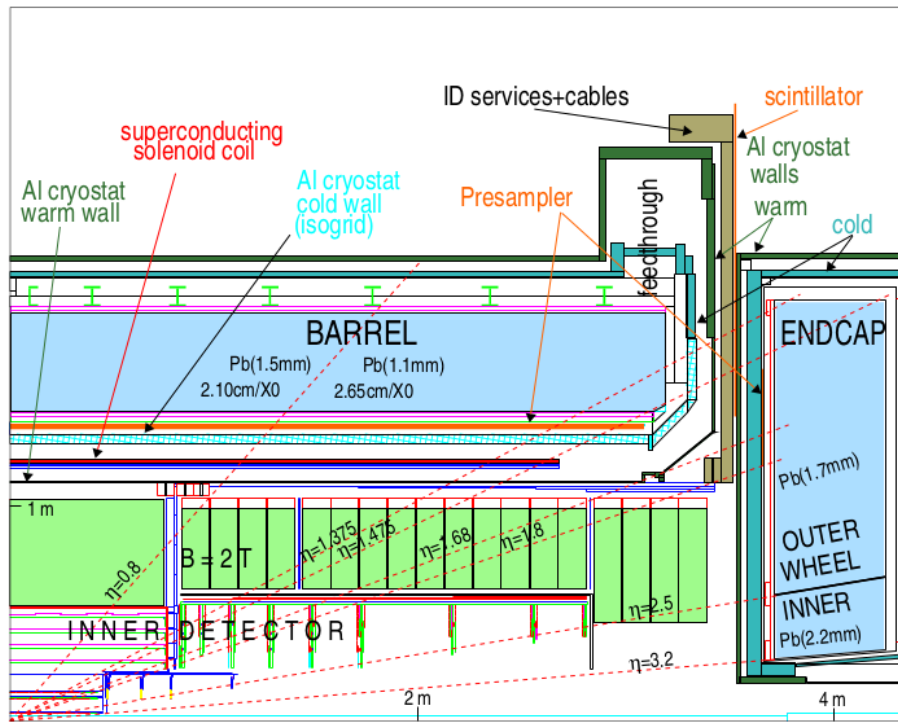 ID services+cables
scintillator
superconducting
solenoid coil
Al cryostat
walls
warm
Al cryostat
warm wall
Al cryostat
cold wall
(isogrid)
Presampler
cold
feedthrough
BARREL
ENDCAP
Pb(1.5mm)
Pb(1.1mm)
2.10cm/X0
2.65cm/X0
Pb(1.7mm)
1 m
η=0.8
B = 2 T
η=1.375
η=1.475
η=1.68
η=1.8
OUTER
WHEEL
η=2.5
INNER
Pb(2.2mm)
INNER DETECTOR
η=3.2
2 m
4 m